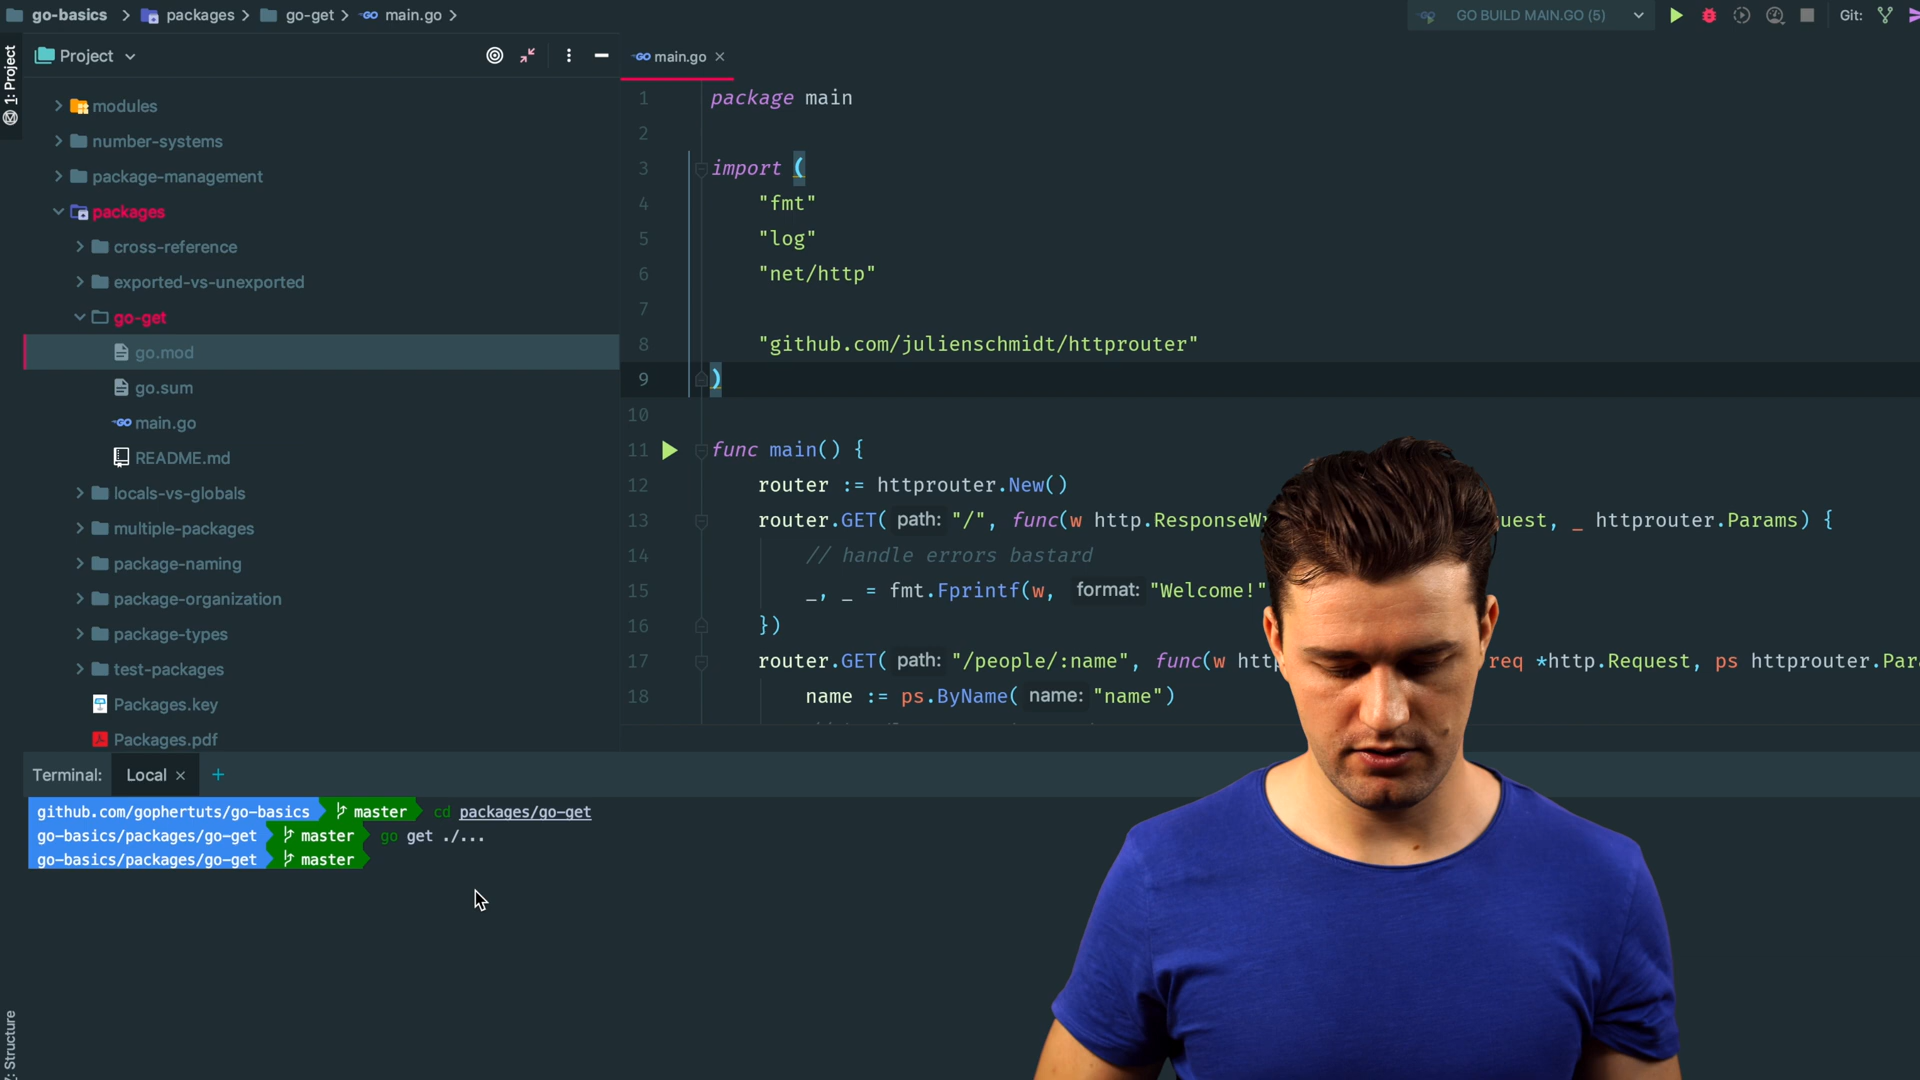 go-basics > packages > go-get > main.go >
GO BUILD MAIN.GO (5)
Git:
1: Project
Project
main.go
modules
number-systems
package-management
packages
cross-reference
exported-vs-unexported
go-get
go.mod
go.sum
main.go
README.md
locals-vs-globals
multiple-packages
package-naming
package-organization
package-types
test-packages
Packages.key
Packages.pdf
1 package main
2
3 import (
4 "fmt"
5 "log"
6 "net/http"
7
8 "github.com/julienschmidt/httprouter"
9 )
10
11 func main() {
12 router := httprouter.New()
13 router.GET( path: "/", func(w http.ResponseW uest, _ httprouter.Params) {
14 // handle errors bastard
15 _, _ = fmt.Fprintf(w, format: "Welcome!"
16 })
17 router.GET( path: "/people/:name", func(w http req *http.Request, ps httprouter.Par
18 name := ps.ByName( name: "name")
Terminal: Local +
github.com/gophertuts/go-basics master cd packages/go-get
go-basics/packages/go-get master go get ./...
go-basics/packages/go-get master
Structure